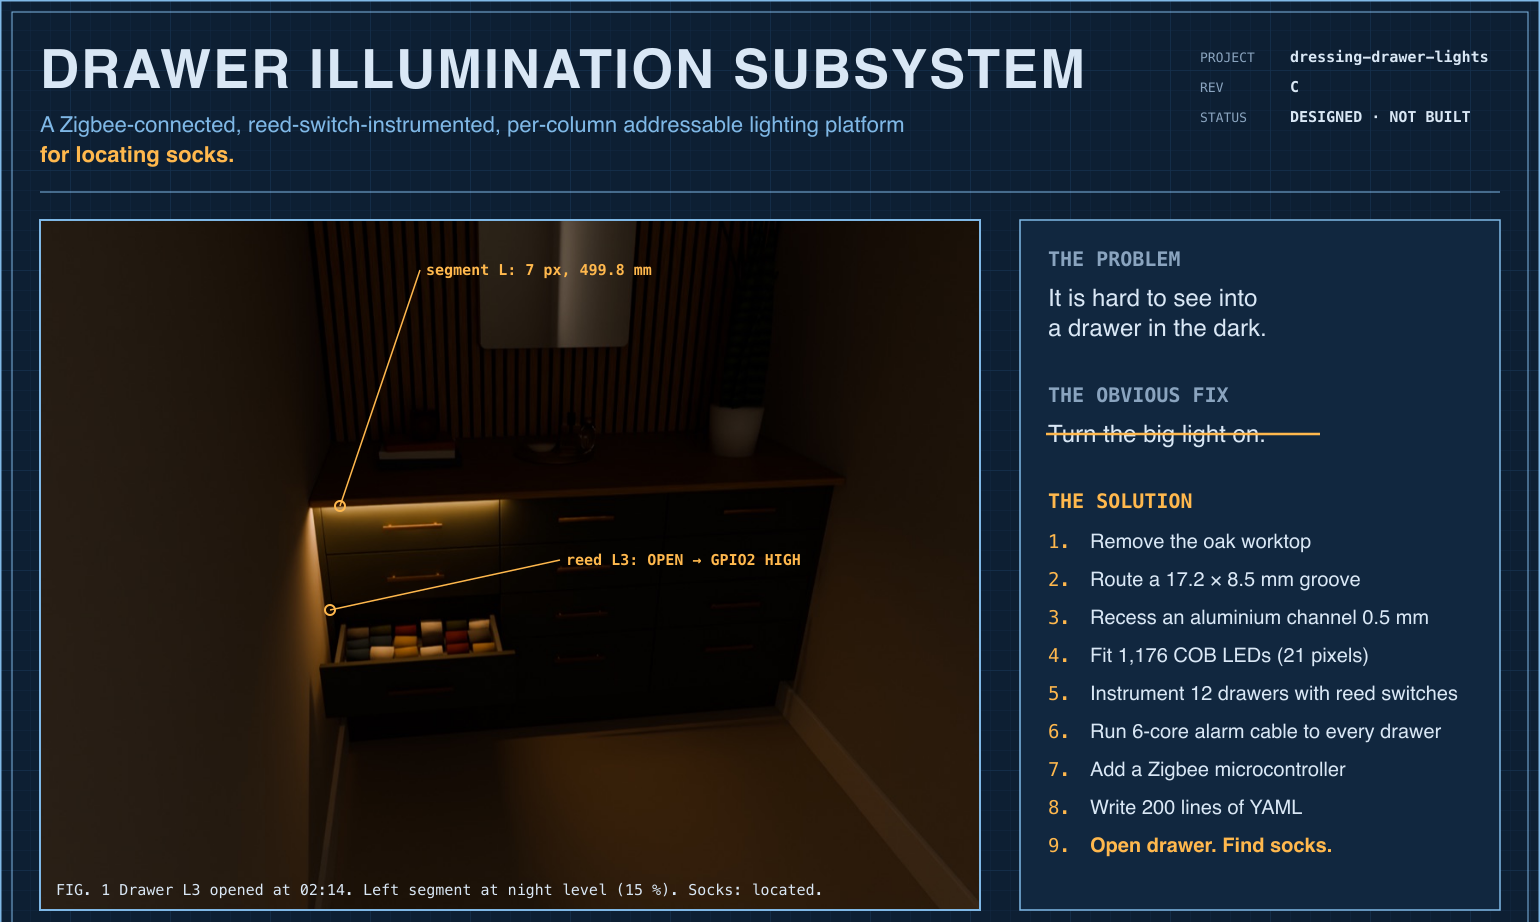 DRAWER ILLUMINATION SUBSYSTEM
A Zigbee-connected, reed-switch-instrumented, per-column addressable lighting platform
for locating socks.
PROJECT dressing-drawer-lights
REV C
STATUS DESIGNED · NOT BUILT
segment L: 7 px, 499.8 mm
reed L3: OPEN → GPIO2 HIGH
FIG. 1 Drawer L3 opened at 02:14. Left segment at night level (15 %). Socks: located.
THE PROBLEM
It is hard to see into
a drawer in the dark.
THE OBVIOUS FIX
Turn the big light on.
THE SOLUTION
1. Remove the oak worktop
2. Route a 17.2 × 8.5 mm groove
3. Recess an aluminium channel 0.5 mm
4. Fit 1,176 COB LEDs (21 pixels)
5. Instrument 12 drawers with reed switches
6. Run 6-core alarm cable to every drawer
7. Add a Zigbee microcontroller
8. Write 200 lines of YAML
9. Open drawer. Find socks.